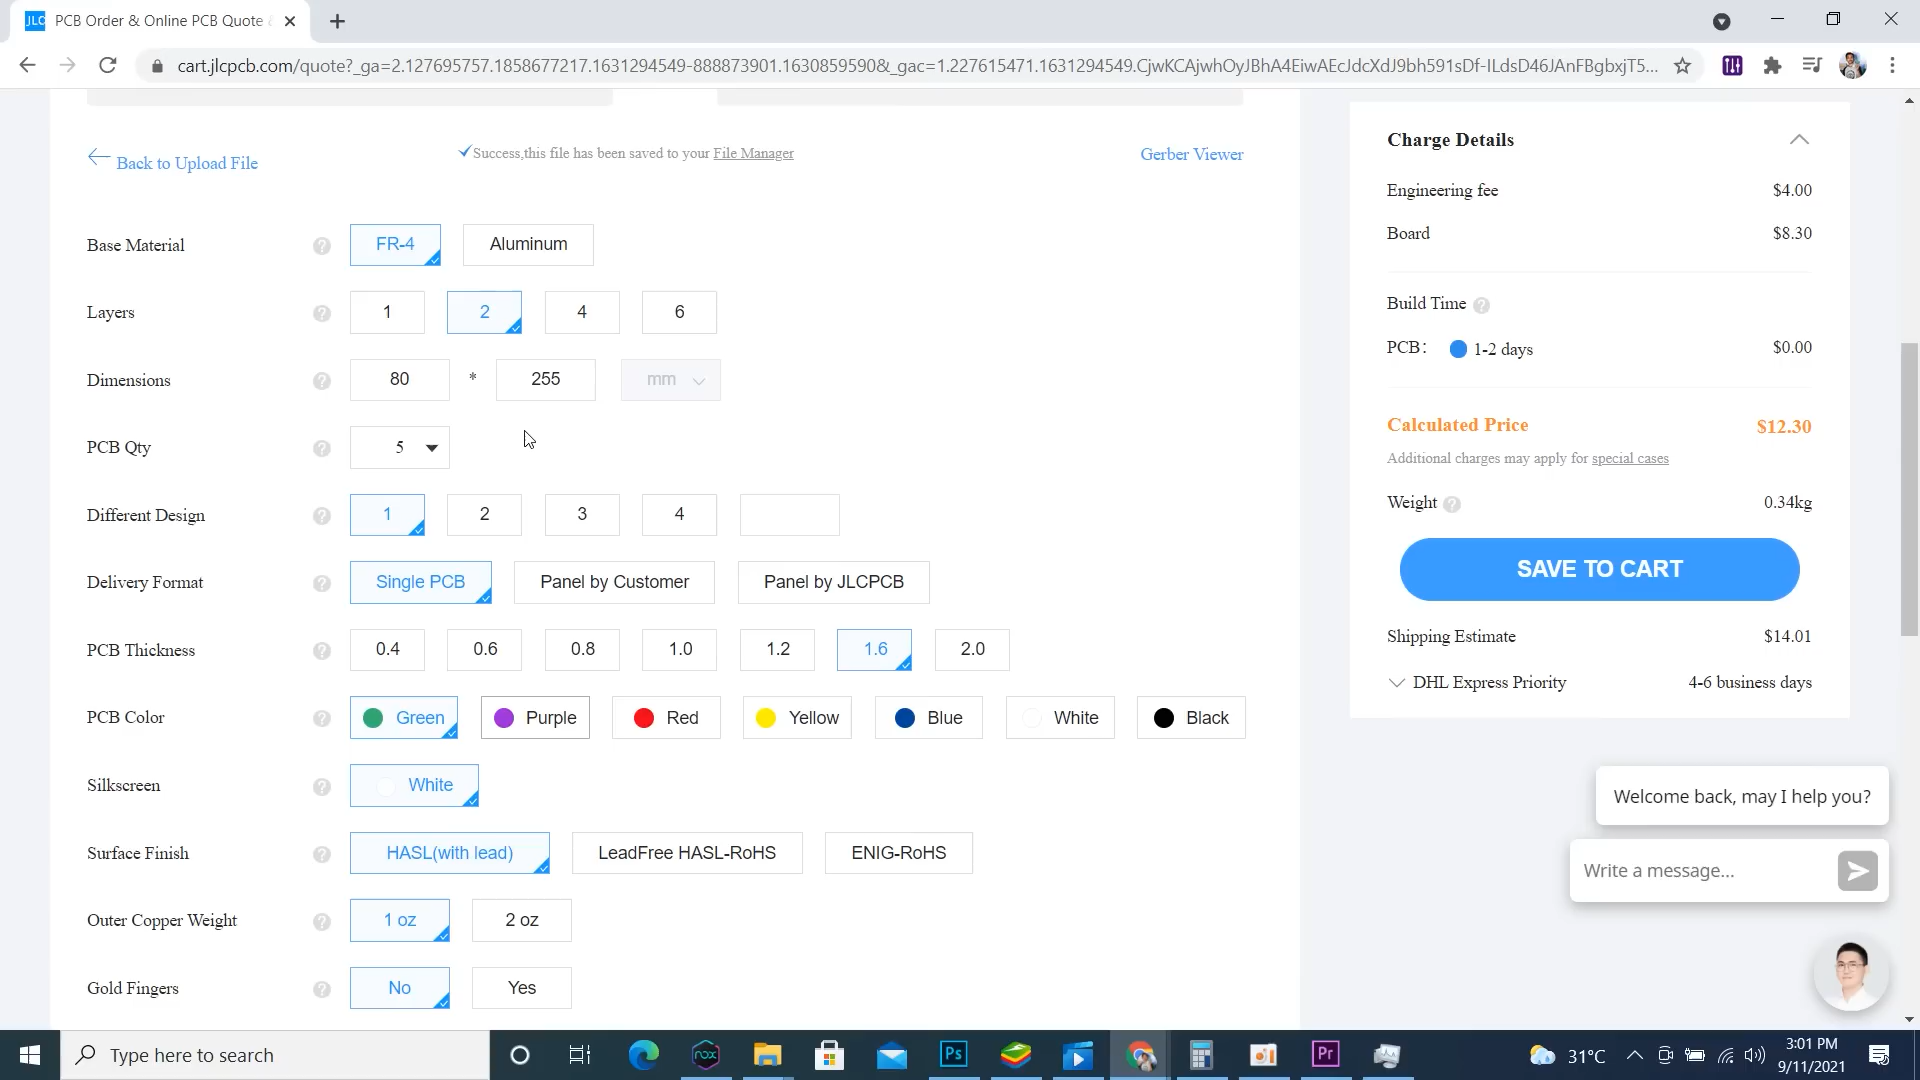 JLC PCB Order & Online PCB Quote
cart.jlcpcb.com/quote?_ga=2.127695757.1858677217.1631294549-888873901.1630859590&_gac=1.227615471.1631294549.CjwKCAjwhOyJBhA4EiwAEcJdcXdJ9bh591sDf-ILdsD46JAnFBgbxjT5...
Back to Upload File
Success,this file has been saved to your File Manager
Gerber Viewer
Base Material ? FR-4 Aluminum
Layers ? 1 2 4 6
Dimensions ? 80 * 255 mm
PCB Qty ? 5
Different Design ? 1 2 3 4
Delivery Format ? Single PCB Panel by Customer Panel by JLCPCB
PCB Thickness ? 0.4 0.6 0.8 1.0 1.2 1.6 2.0
PCB Color ? Green Purple Red Yellow Blue White Black
Silkscreen ? White
Surface Finish ? HASL(with lead) LeadFree HASL-RoHS ENIG-RoHS
Outer Copper Weight ? 1 oz 2 oz
Gold Fingers ? No Yes
Charge Details
Engineering fee $4.00
Board $8.30
Build Time ?
PCB: 1-2 days $0.00
Calculated Price $12.30
Additional charges may apply for special cases
Weight ? 0.34kg
SAVE TO CART
Shipping Estimate $14.01
DHL Express Priority 4-6 business days
Welcome back, may I help you?
Write a message...
Type here to search
nox
Ps
Pr
31°C
3:01 PM
9/11/2021